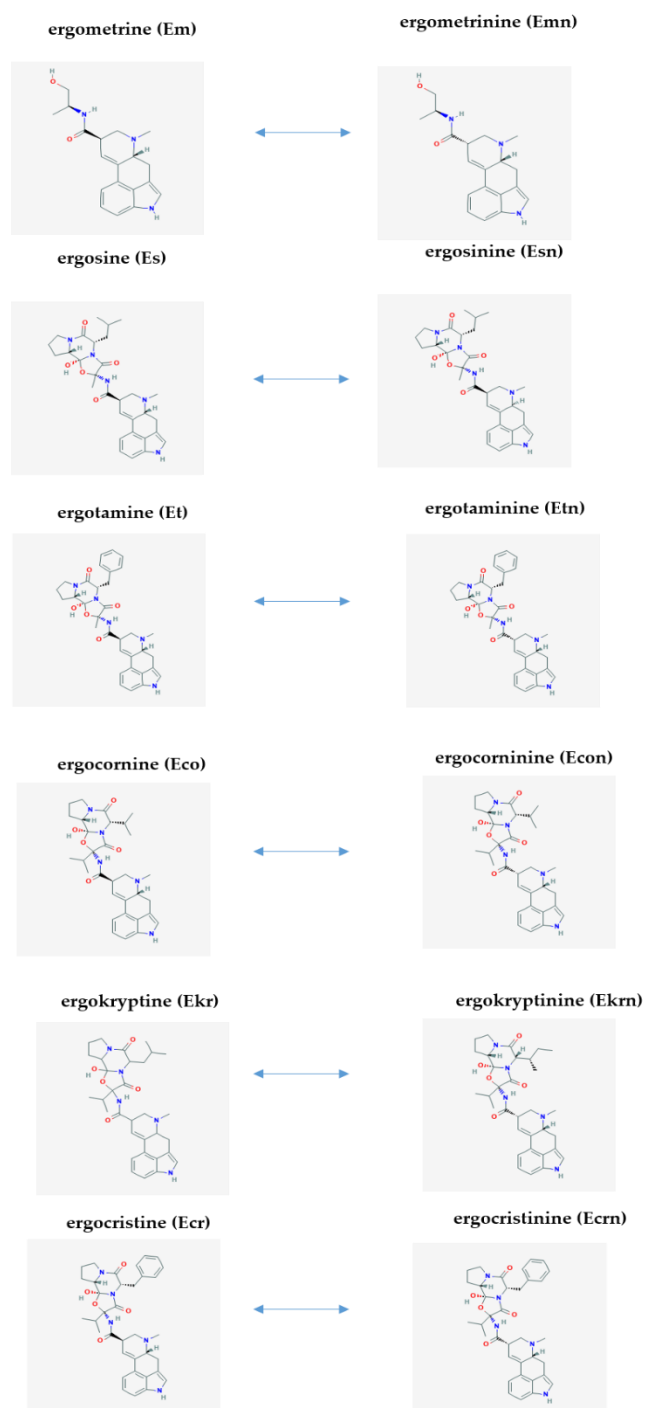 ergometrine (Em)
ergometrinine (Emn)
H
O
N
H
O
N
H
N
H
H
O
N
H
O
N
H
N
H
ergosine (Es)
ergosinine (Esn)
O
N
H
N
O
O
H
O
N
H
O
N
H
N
H
O
N
H
N
O
O
H
O
N
H
O
N
H
N
H
ergotamine (Et)
ergotaminine (Etn)
O
N
H
N
O
O
H
O
N
H
O
N
H
N
H
O
N
H
N
O
O
H
O
N
H
O
N
H
N
H
ergocornine (Eco)
ergocorninine (Econ)
N
O
H
H
O
N
O
O
N
H
O
N
H
N
H
N
O
H
H
O
N
O
O
N
H
O
N
H
N
H
ergokryptine (Ekr)
ergokryptinine (Ekrn)
N
O
H
O
N
O
O
N
H
O
N
N
H
N
O
H
H
H
O
N
O
O
N
H
O
N
H
N
H
ergocristine (Ecr)
ergocristinine (Ecrn)
N
O
H
H
O
N
O
O
N
H
O
N
H
N
H
N
O
H
H
O
N
O
O
N
H
O
N
H
N
H